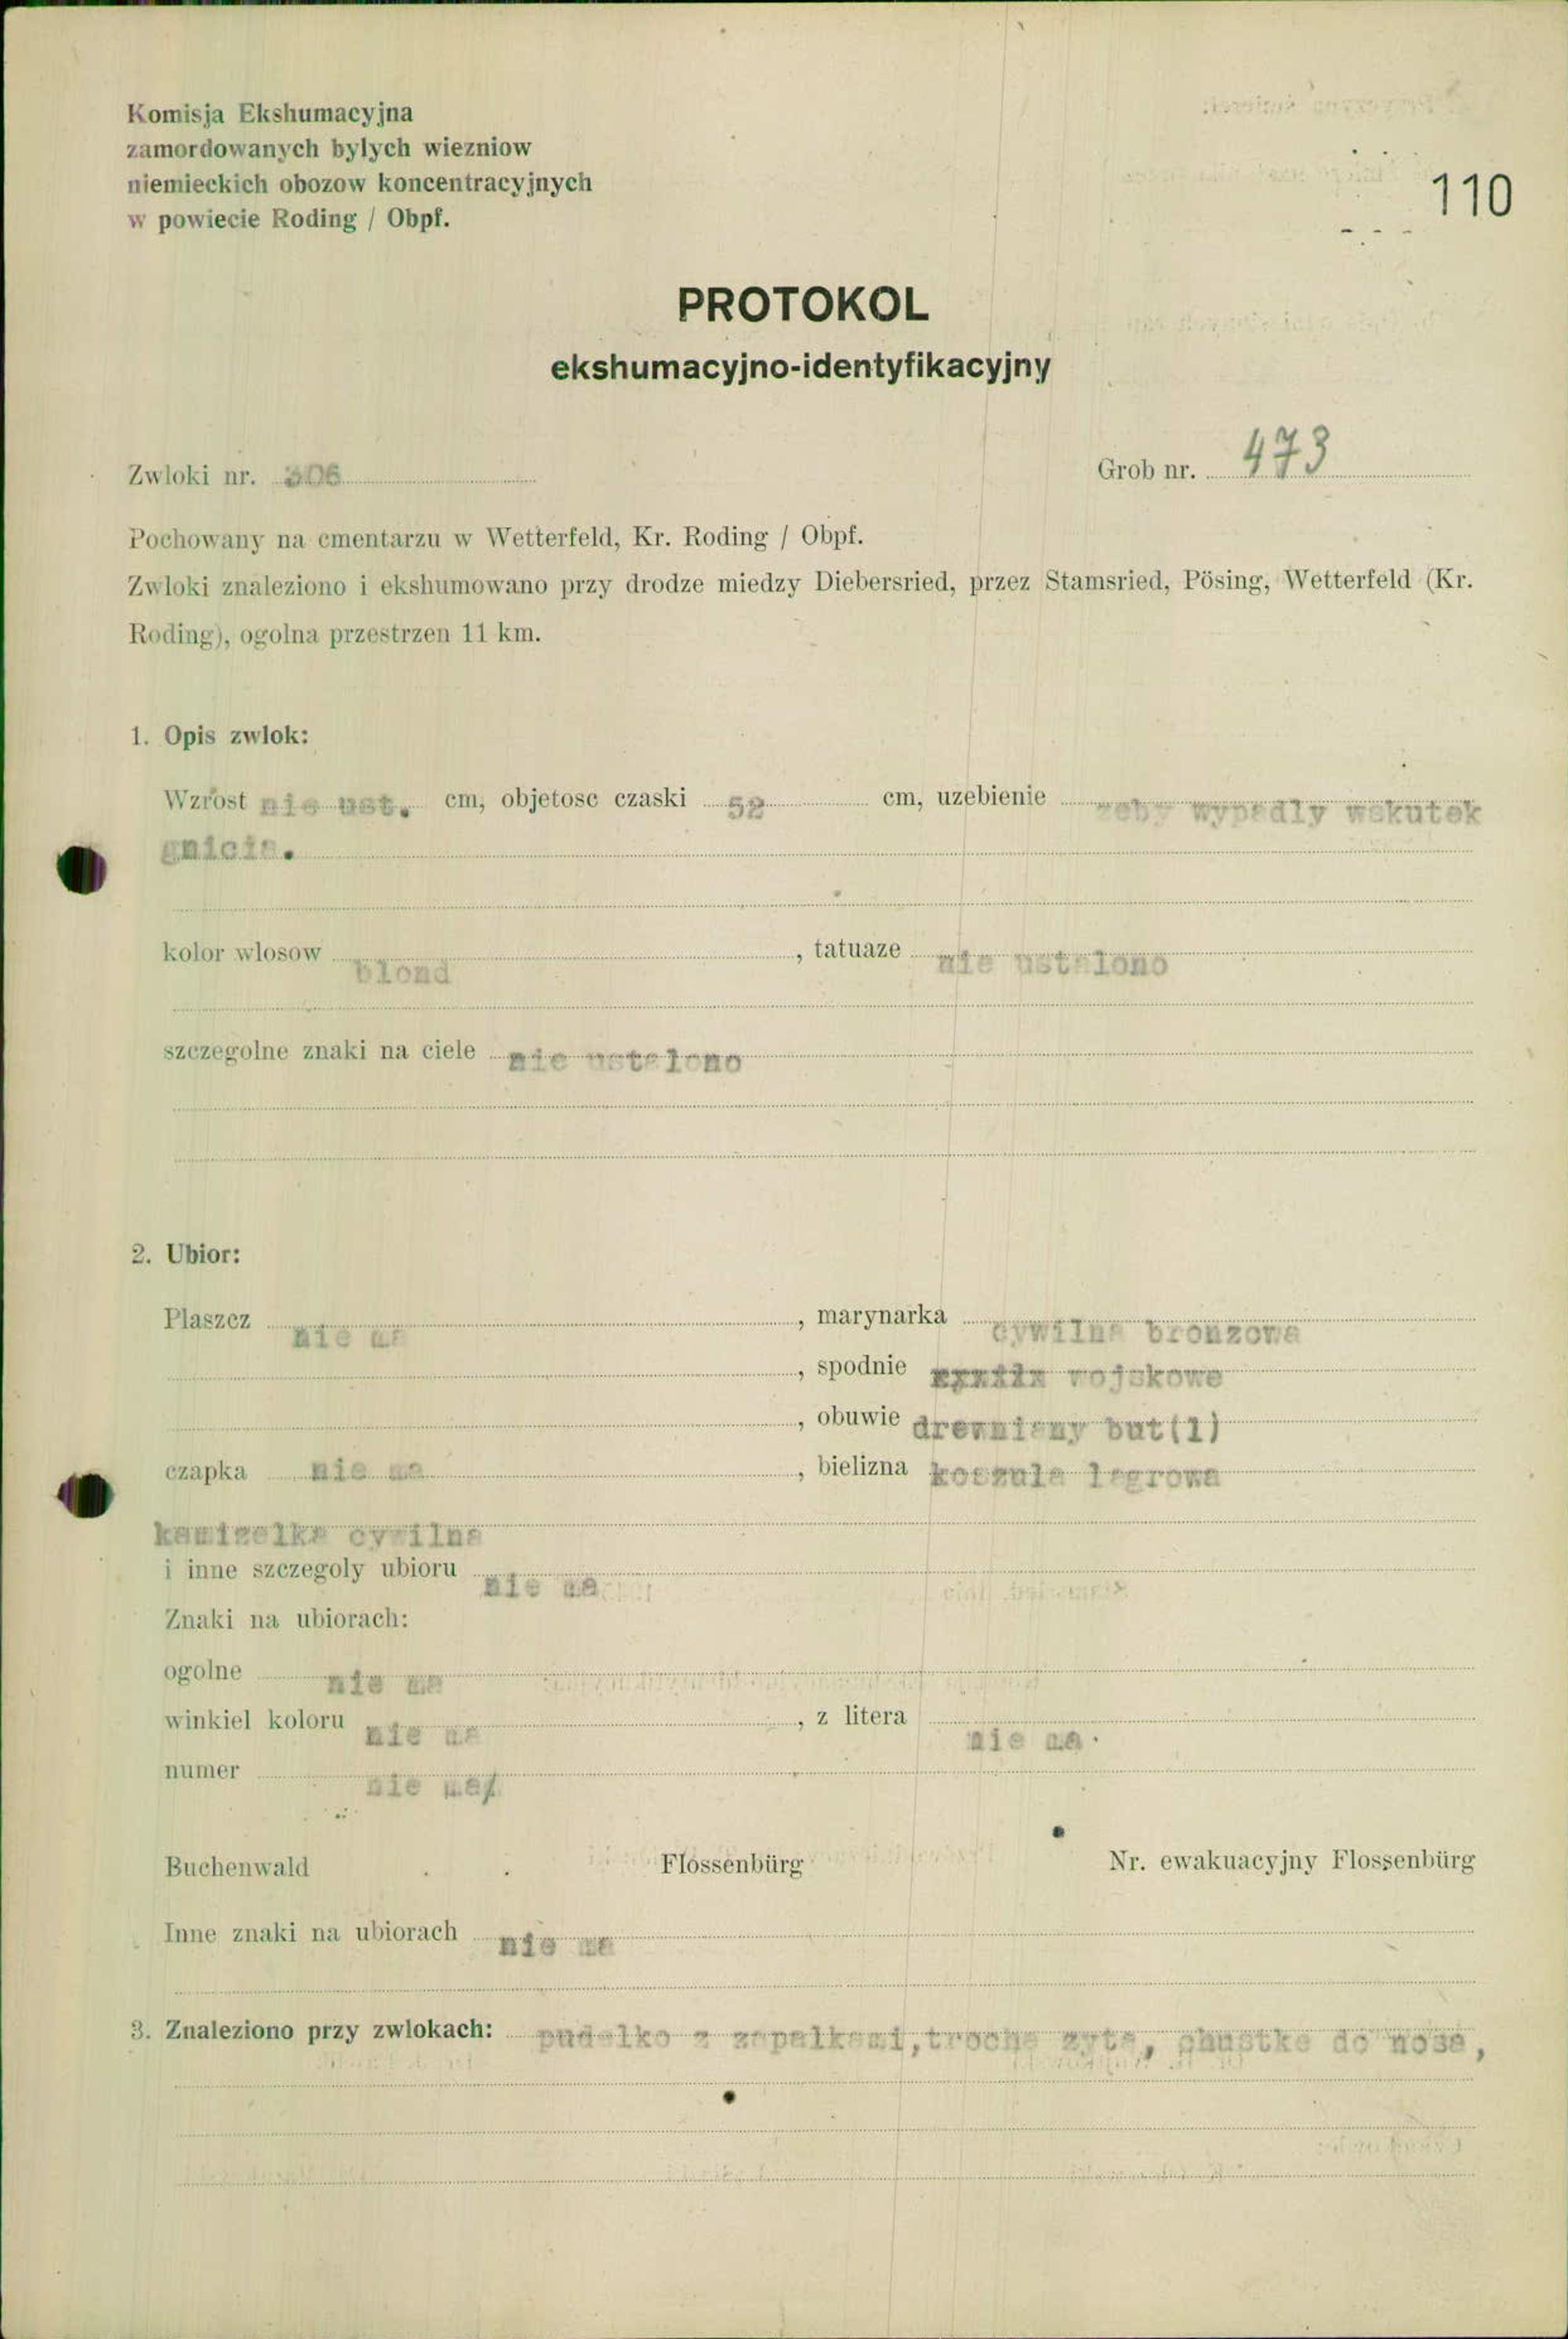 Komisja Ekshumacyjna
zamordowanych bylych wiezniow
niemieckich obozow koncentracyjnych
w powiecie Roding / Obpf.
110
PROTOKOL
ekshumacyjno-identyfikacyjny
Zwloki nr. 306 Grob nr. 473
Pochowany na cmentarzu w Wetterfeld, Kr. Roding / Obpf.
Zwloki znaleziono i ekshumowano przy drodze miedzy Diebersried, przez Stamsried, Pösing, Wetterfeld (Kr.
Roding), ogolna przestrzen 11 km.
1. Opis zwlok:
Wzrost nie ust. cm, objetosc czaski 52 cm, uzebienie zeby wypadly wskutek
gnicia.
kolor wlosow blond, tatuaze nie ustalono
szczegolne znaki na ciele nie ustalono
2. Ubior:
Plaszcz nie ma, marynarka cywilna bronzowa
, spodnie wojskowe
, obuwie drewniany but(1)
czapka nie ma, bielizna koszula lagrowa
kamizelka cywilna
i inne szczegoly ubioru nie ma
Znaki na ubiorach:
ogolne nie ma
winkiel koloru nie ma, z litera nie ma.
numer nie ma/
Buchenwald Flossenbürg Nr. ewakuacyjny Flossenbürg
Inne znaki na ubiorach nie ma
3. Znaleziono przy zwlokach: pudelko z zapalkami, troche zyta, chustke do nosa,